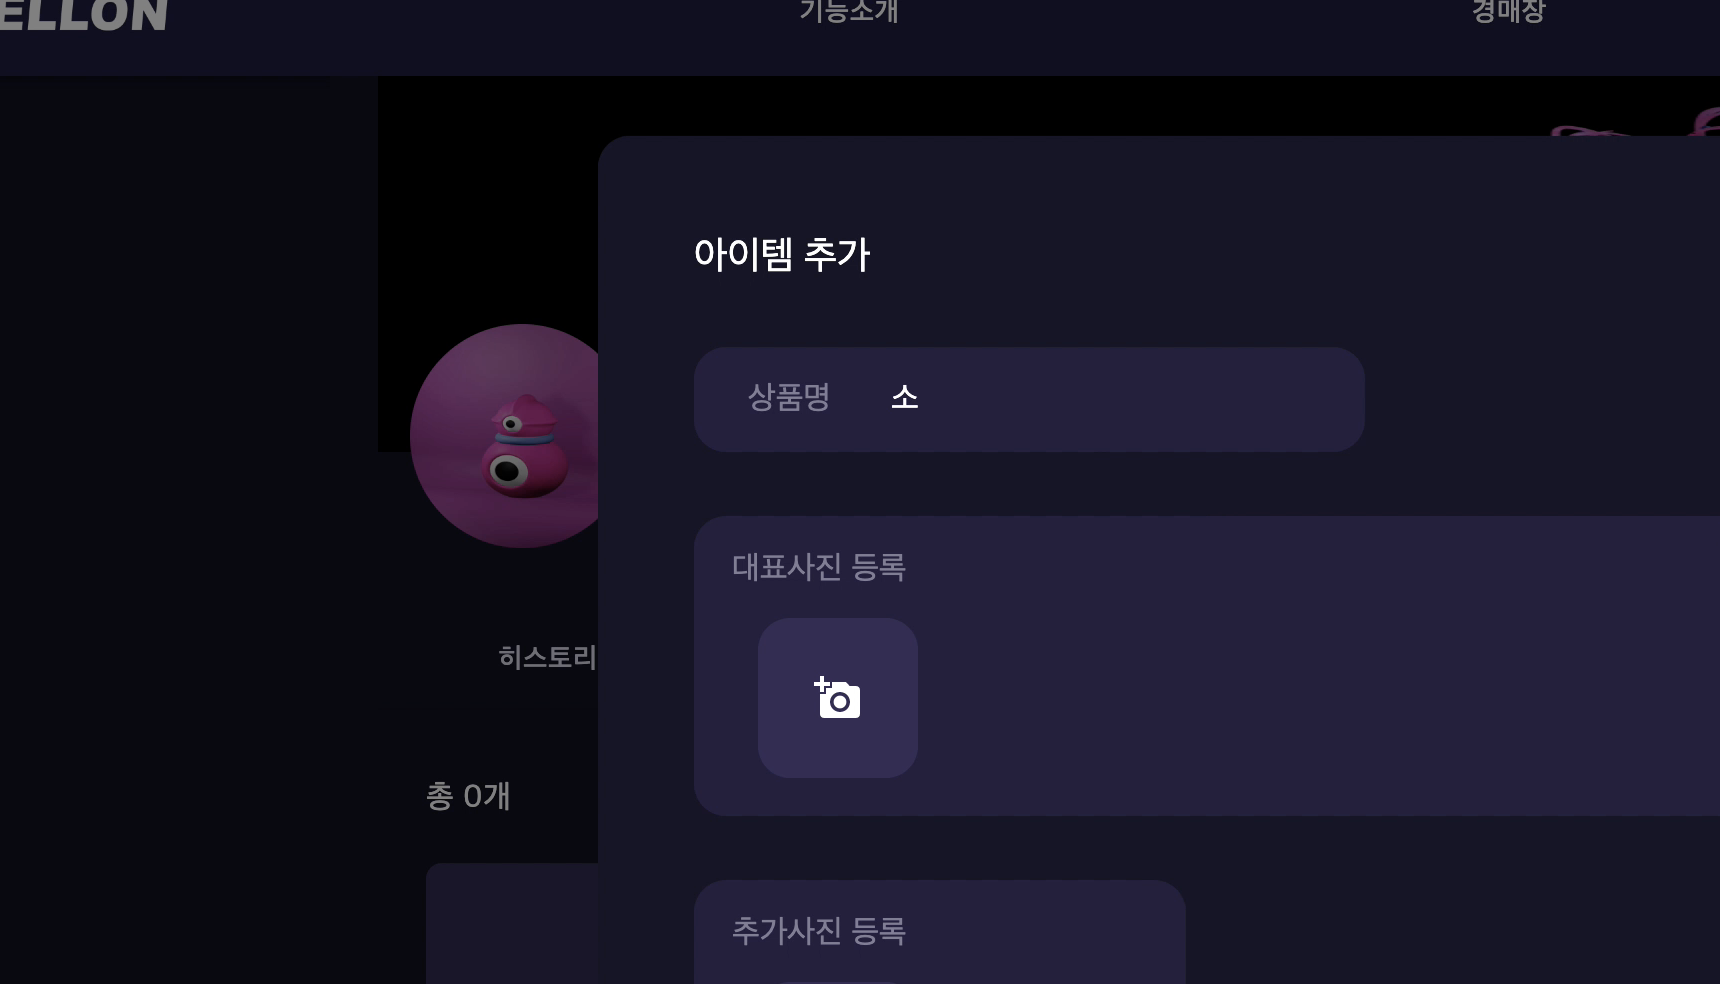 ELLON
기능소개
경매장
아이템 추가
상품명 소
대표사진 등록
히스토리
총 0개
추가사진 등록